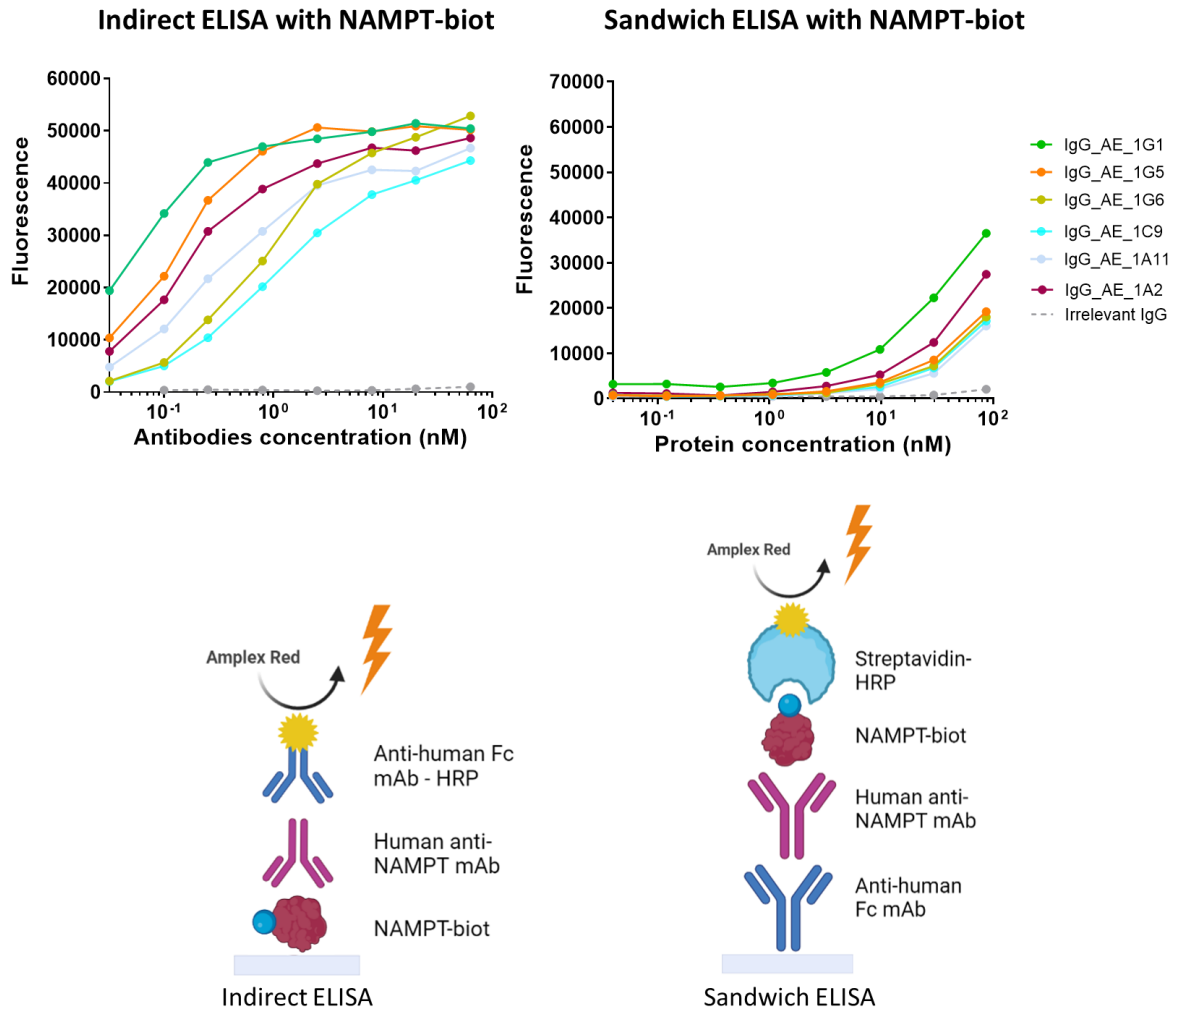 Indirect ELISA with NAMPT-biot
Sandwich ELISA with NAMPT-biot
Fluorescence
60000
50000
40000
30000
20000
10000
0
10-1
100
101
102
Antibodies concentration (nM)
Fluorescence
70000
60000
50000
40000
30000
20000
10000
0
10-1
100
101
102
Protein concentration (nM)
IgG_AE_1G1
IgG_AE_1G5
IgG_AE_1G6
IgG_AE_1C9
IgG_AE_1A11
IgG_AE_1A2
Irrelevant IgG
Amplex Red
Anti-human Fc
mAb - HRP
Human anti-
NAMPT mAb
NAMPT-biot
Indirect ELISA
Amplex Red
Streptavidin-
HRP
NAMPT-biot
Human anti-
NAMPT mAb
Anti-human
Fc mAb
Sandwich ELISA